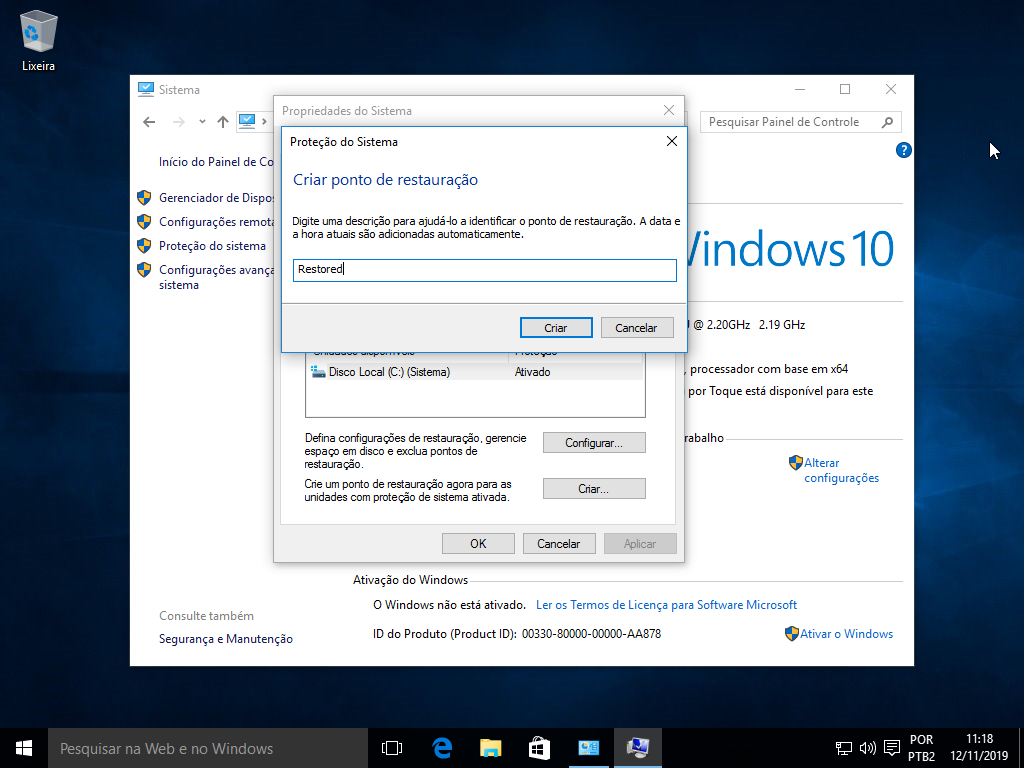 Lixeira
Sistema
Propriedades do Sistema
Pesquisar Painel de Controle
Proteção do Sistema
Criar ponto de restauração
Digite uma descrição para ajudá-lo a identificar o ponto de restauração. A data e
a hora atuais são adicionadas automaticamente.
Restored
Criar
Cancelar
Início do Painel de Co
Gerenciador de Dispos
Configurações remota
Proteção do sistema
Configurações avança
sistema
Windows 10
@ 2.20GHz 2.19 GHz
, processador com base em x64
por Toque está disponível para este
Unidades disponíveis
Proteção
Disco Local (C:) (Sistema)
Ativado
Defina configurações de restauração, gerencie
espaço em disco e exclua pontos de
restauração.
Configurar...
Crie um ponto de restauração agora para as
unidades com proteção de sistema ativada.
Criar...
rabalho
Alterar
configurações
OK
Cancelar
Aplicar
Ativação do Windows
O Windows não está ativado. Ler os Termos de Licença para Software Microsoft
ID do Produto (Product ID): 00330-80000-00000-AA878
Ativar o Windows
Consulte também
Segurança e Manutenção
Pesquisar na Web e no Windows
POR
PTB2
11:18
12/11/2019